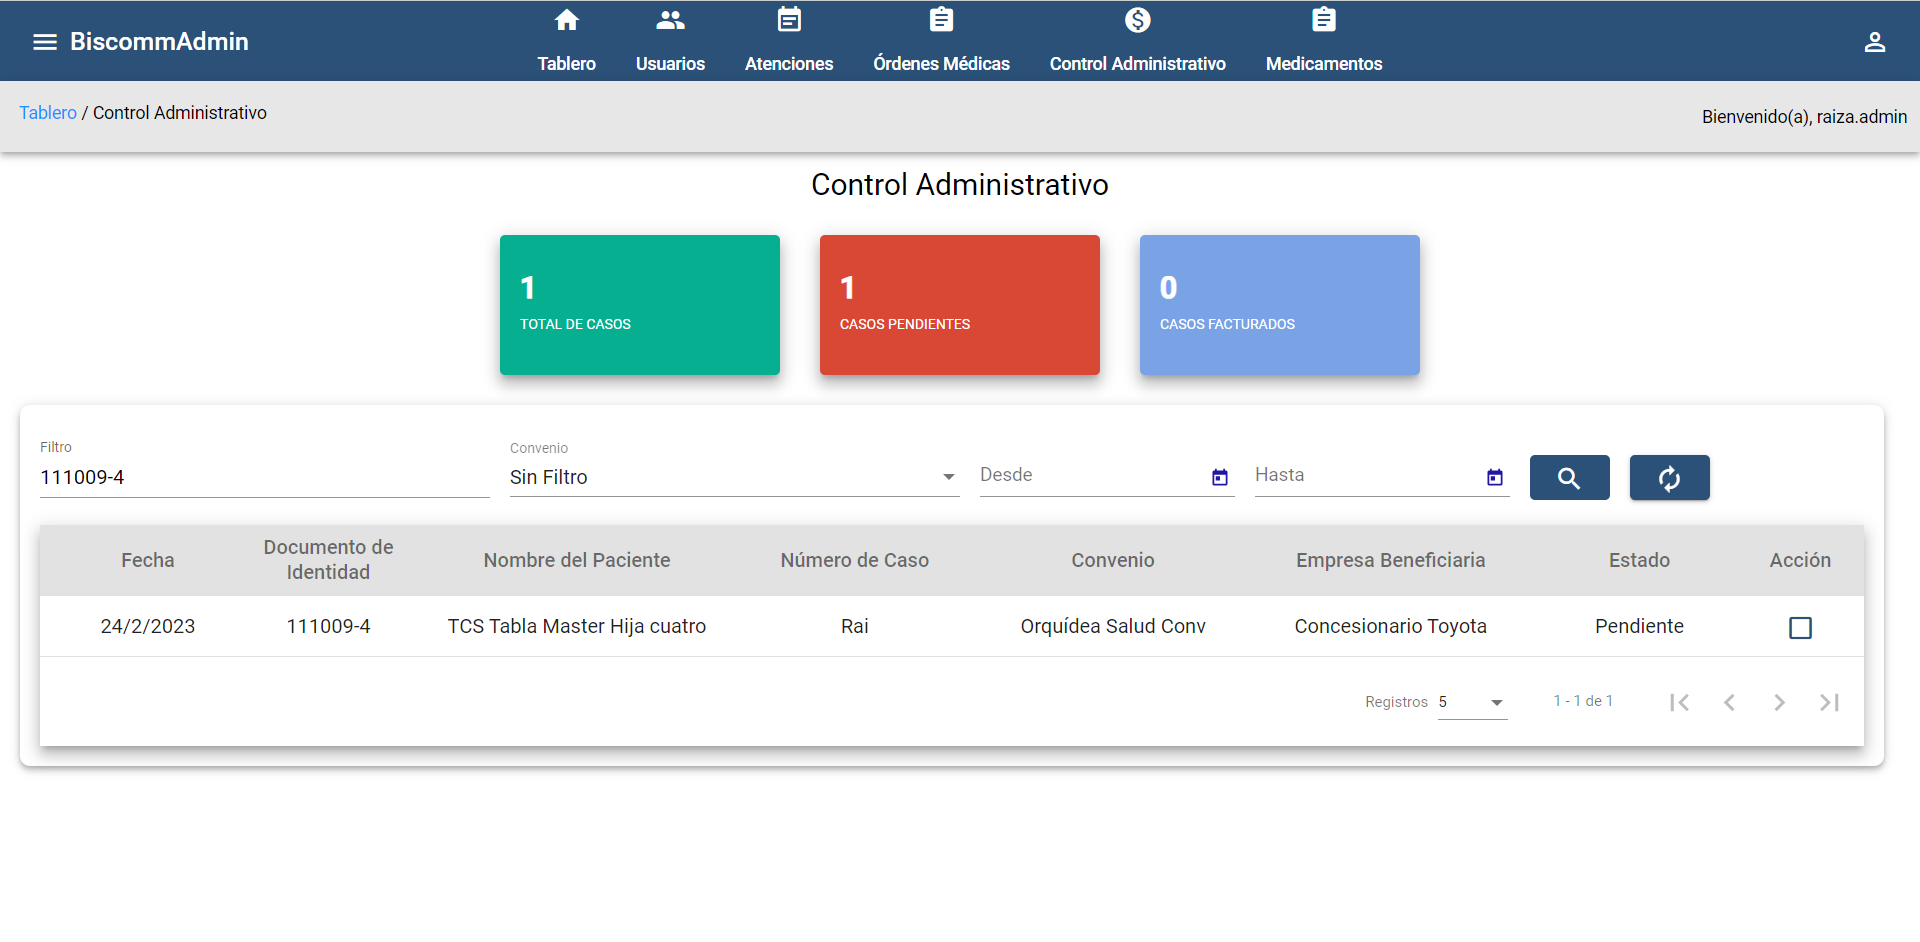 BiscommAdmin
Tablero
Usuarios
Atenciones
Órdenes Médicas
Control Administrativo
Medicamentos
Tablero / Control Administrativo
Bienvenido(a), raiza.admin
Control Administrativo
1
TOTAL DE CASOS
1
CASOS PENDIENTES
0
CASOS FACTURADOS
Filtro
111009-4
Convenio
Sin Filtro
Desde
Hasta
Fecha
Documento de
Identidad
Nombre del Paciente
Número de Caso
Convenio
Empresa Beneficiaria
Estado
Acción
24/2/2023
111009-4
TCS Tabla Master Hija cuatro
Rai
Orquídea Salud Conv
Concesionario Toyota
Pendiente
Registros 5
1 - 1 de 1